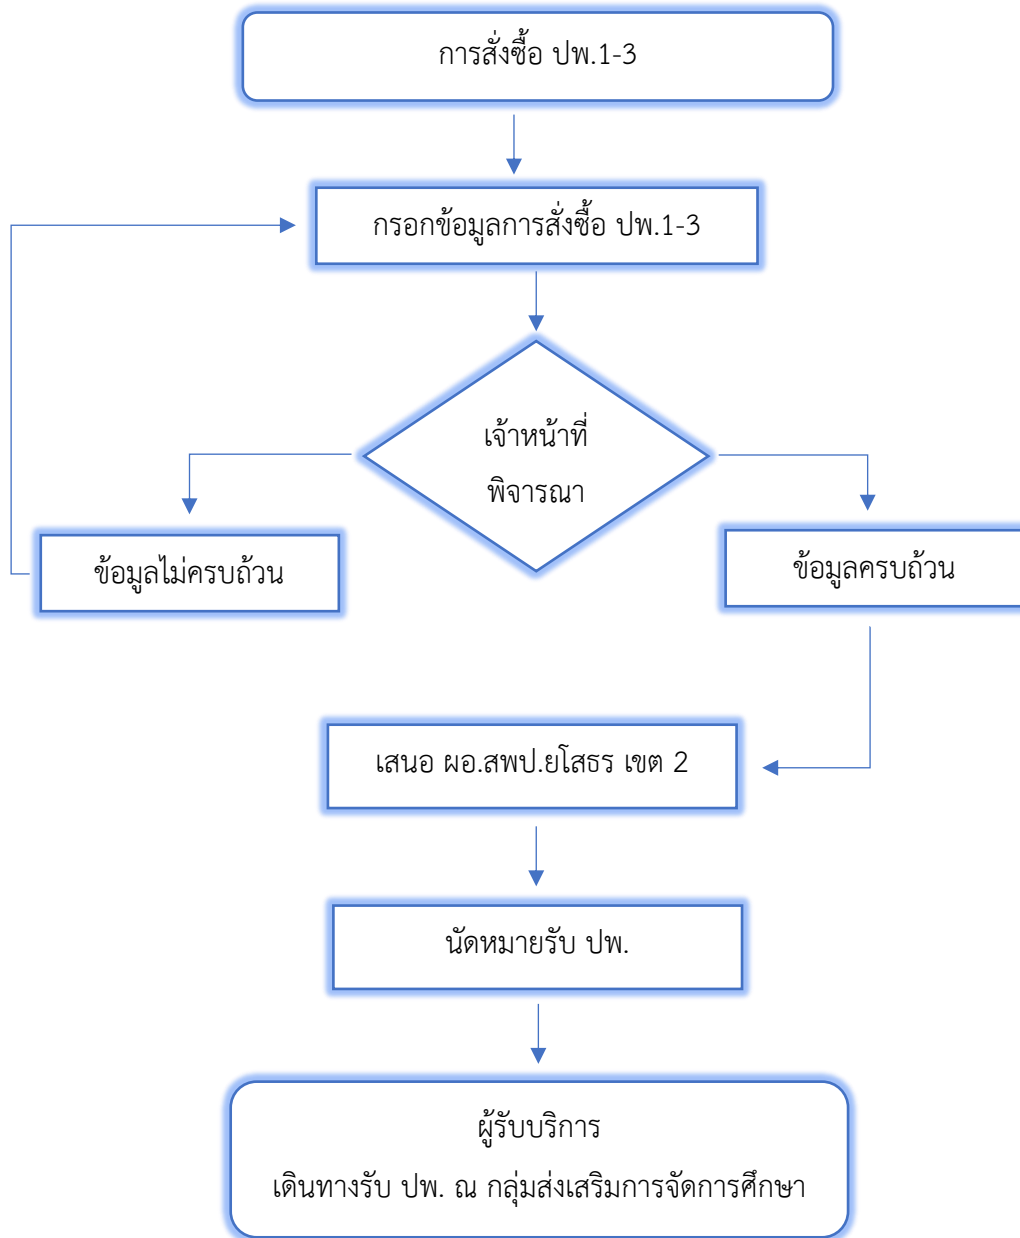 การสั่งซื้อ ปพ.1-3
กรอกข้อมูลการสั่งซื้อ ปพ.1-3
เจ้าหน้าที่
พิจารณา
ข้อมูลไม่ครบถ้วน
ข้อมูลครบถ้วน
เสนอ ผอ.สพป.ยโสธร เขต 2
นัดหมายรับ ปพ.
ผู้รับบริการ
เดินทางรับ ปพ. ณ กลุ่มส่งเสริมการจัดการศึกษา